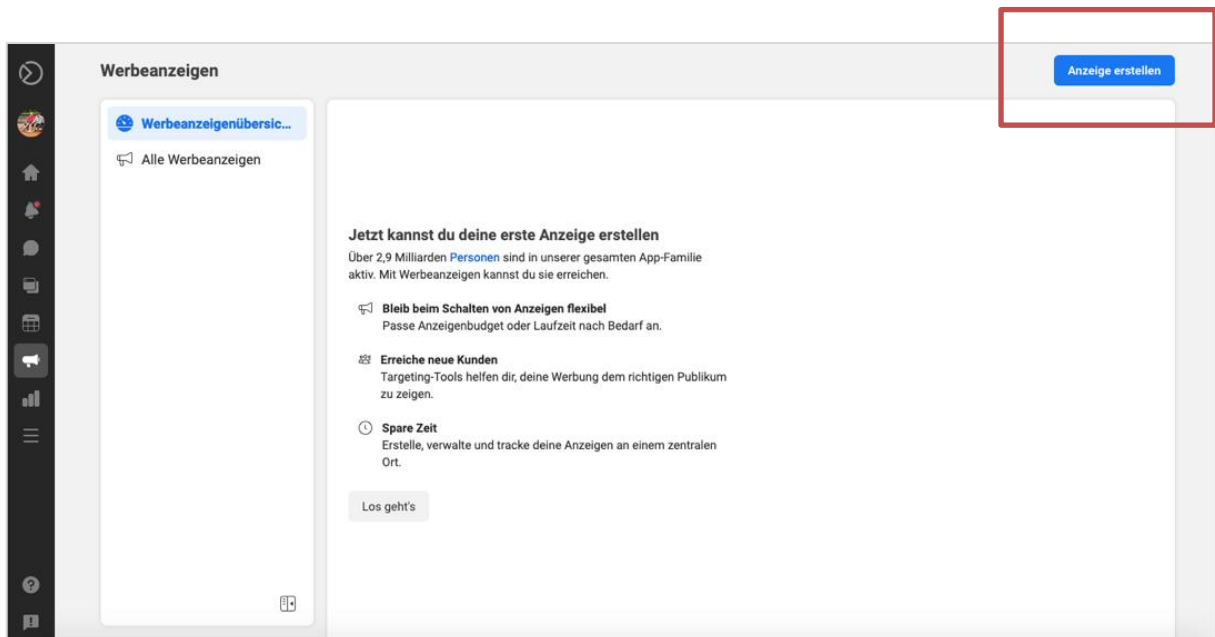 Werbeanzeigen
Anzeige erstellen
Werbeanzeigenübersic...
Alle Werbeanzeigen
Jetzt kannst du deine erste Anzeige erstellen
Über 2,9 Milliarden Personen sind in unserer gesamten App-Familie
aktiv. Mit Werbeanzeigen kannst du sie erreichen.
Bleib beim Schalten von Anzeigen flexibel
Passe Anzeigenbudget oder Laufzeit nach Bedarf an.
Erreiche neue Kunden
Targeting-Tools helfen dir, deine Werbung dem richtigen Publikum
zu zeigen.
Spare Zeit
Erstelle, verwalte und tracke deine Anzeigen an einem zentralen
Ort.
Los geht's